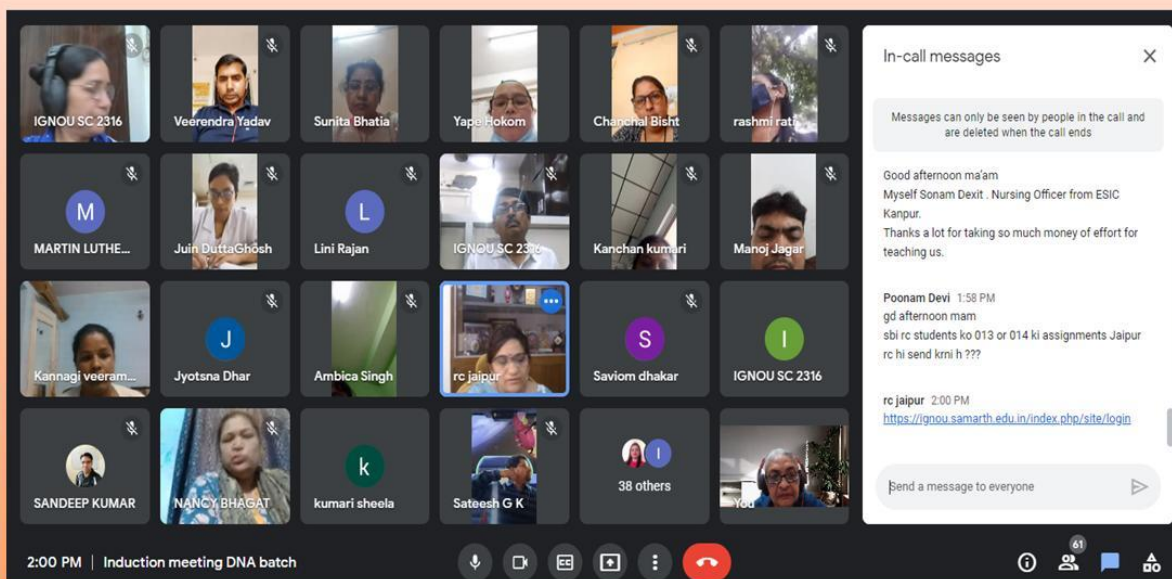 IGNOU SC 2316
Veerendra Yadav
Sunita Bhatia
Yape Hokom
Chanchal Bisht
rashmi rati
M
MARTIN LUTHE...
Juin DuttaGhosh
L
Lini Rajan
IGNOU SC 2316
Kanchan kumari
Manoj Jagar
Kannagi veeram...
J
Jyotsna Dhar
Ambica Singh
rc jaipur
S
Saviom dhakar
I
IGNOU SC 2316
SANDEEP KUMAR
NANCY BHAGAT
k
kumari sheela
Sateesh G K
I
38 others
You
In-call messages
Messages can only be seen by people in the call and
are deleted when the call ends
Good afternoon ma'am
Myself Sonam Dexit . Nursing Officer from ESIC
Kanpur.
Thanks a lot for taking so much money of effort for
teaching us.
Poonam Devi 1:58 PM
gd afternoon mam
sbi rc students ko 013 or 014 ki assignments Jaipur
rc hi send krni h ???
rc jaipur 2:00 PM
https://ignou.samarth.edu.in/index.php/site/login
Send a message to everyone
2:00 PM | Induction meeting DNA batch
CC
61